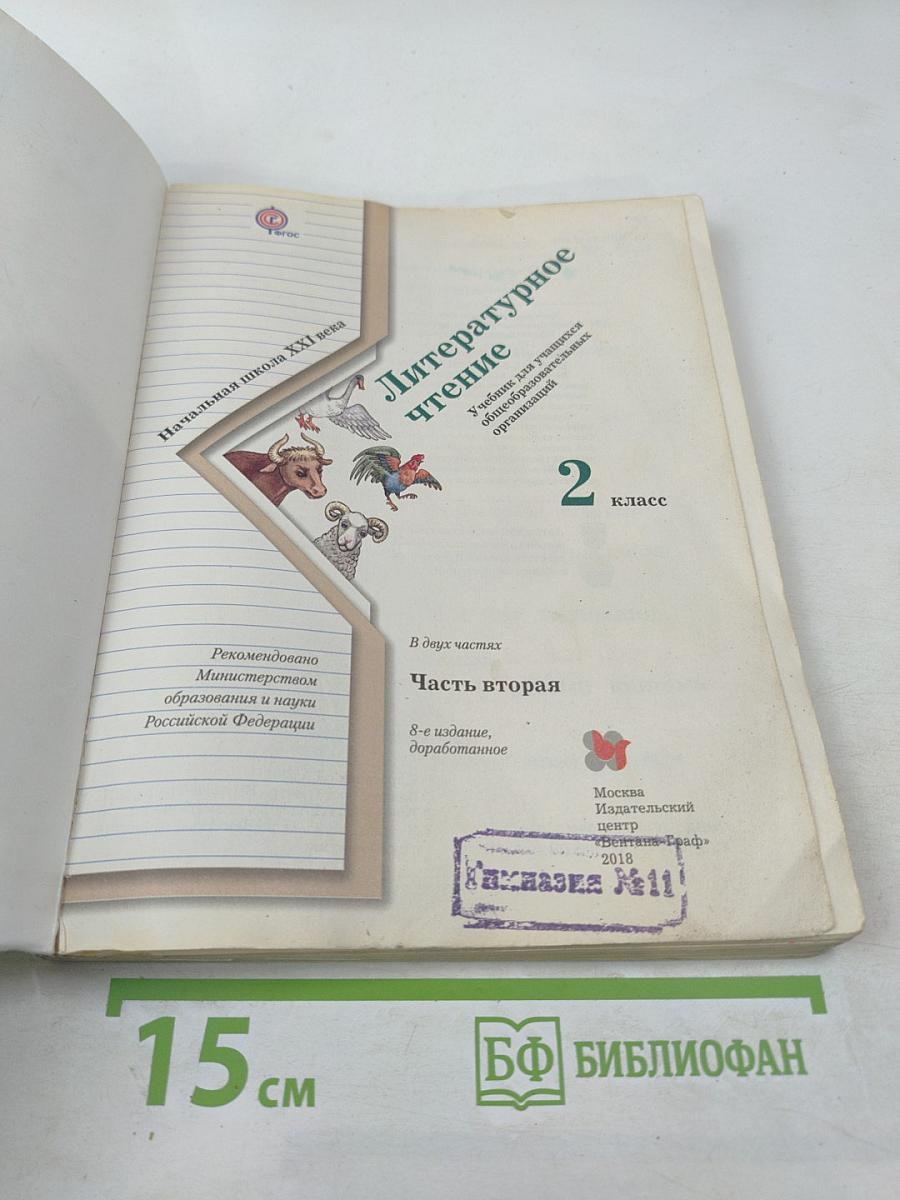 ФГОС
Начальная школа XXI века
Литературное
чтение
Учебник для учащихся
общеобразовательных
организаций
2 класс
Рекомендовано
Министерством
образования и науки
Российской Федерации
В двух частях
Часть вторая
8-е издание,
доработанное
Москва
Издательский
центр
«Вентана-Граф»
2018
Гимназия №11
15 см
БФ БИБЛИОФАН